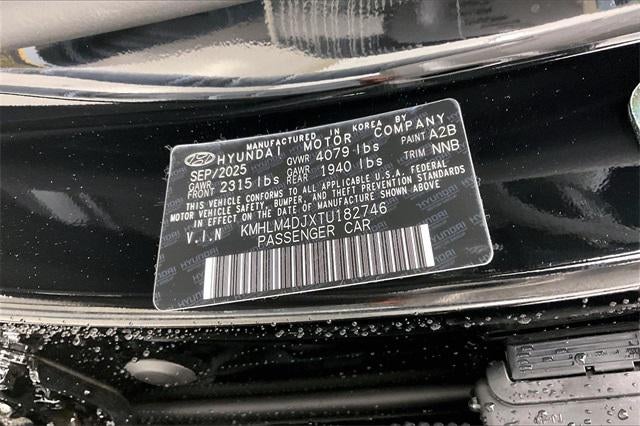 MANUFACTURED IN KOREA BY
HYUNDAI MOTOR COMPANY
SEP/2025 GVWR 4079 lbs PAINT A2B
GAWR FRONT 2315 lbs GAWR REAR 1940 lbs TRIM NNB
THIS VEHICLE CONFORMS TO ALL APPLICABLE U.S.A. FEDERAL
MOTOR VEHICLE SAFETY, BUMPER, AND THEFT PREVENTION STANDARDS
IN EFFECT ON THE DATE OF MANUFACTURE SHOWN ABOVE.
V.I.N KMHLM4DJXTU182746
PASSENGER CAR